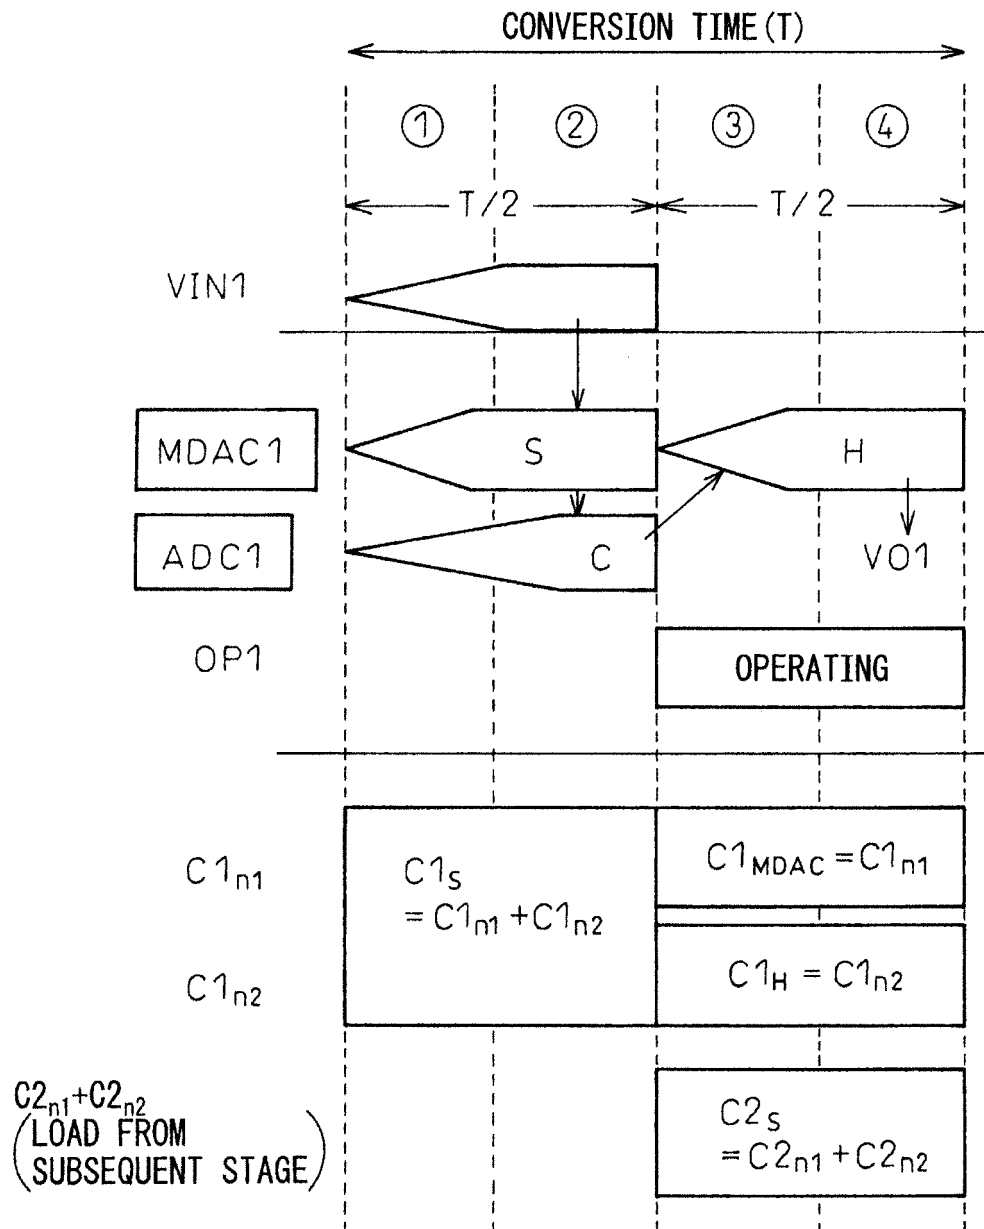 CONVERSION TIME(T)
① ② ③ ④
T/2 T/2
VIN1
MDAC1 S H
ADC1 C VO1
OP1 OPERATING
C1n1 C1S C1MDAC=C1n1
=C1n1+C1n2
C1n2 C1H=C1n2
C2n1+C2n2
(LOAD FROM
SUBSEQUENT STAGE)
C2S
=C2n1+C2n2